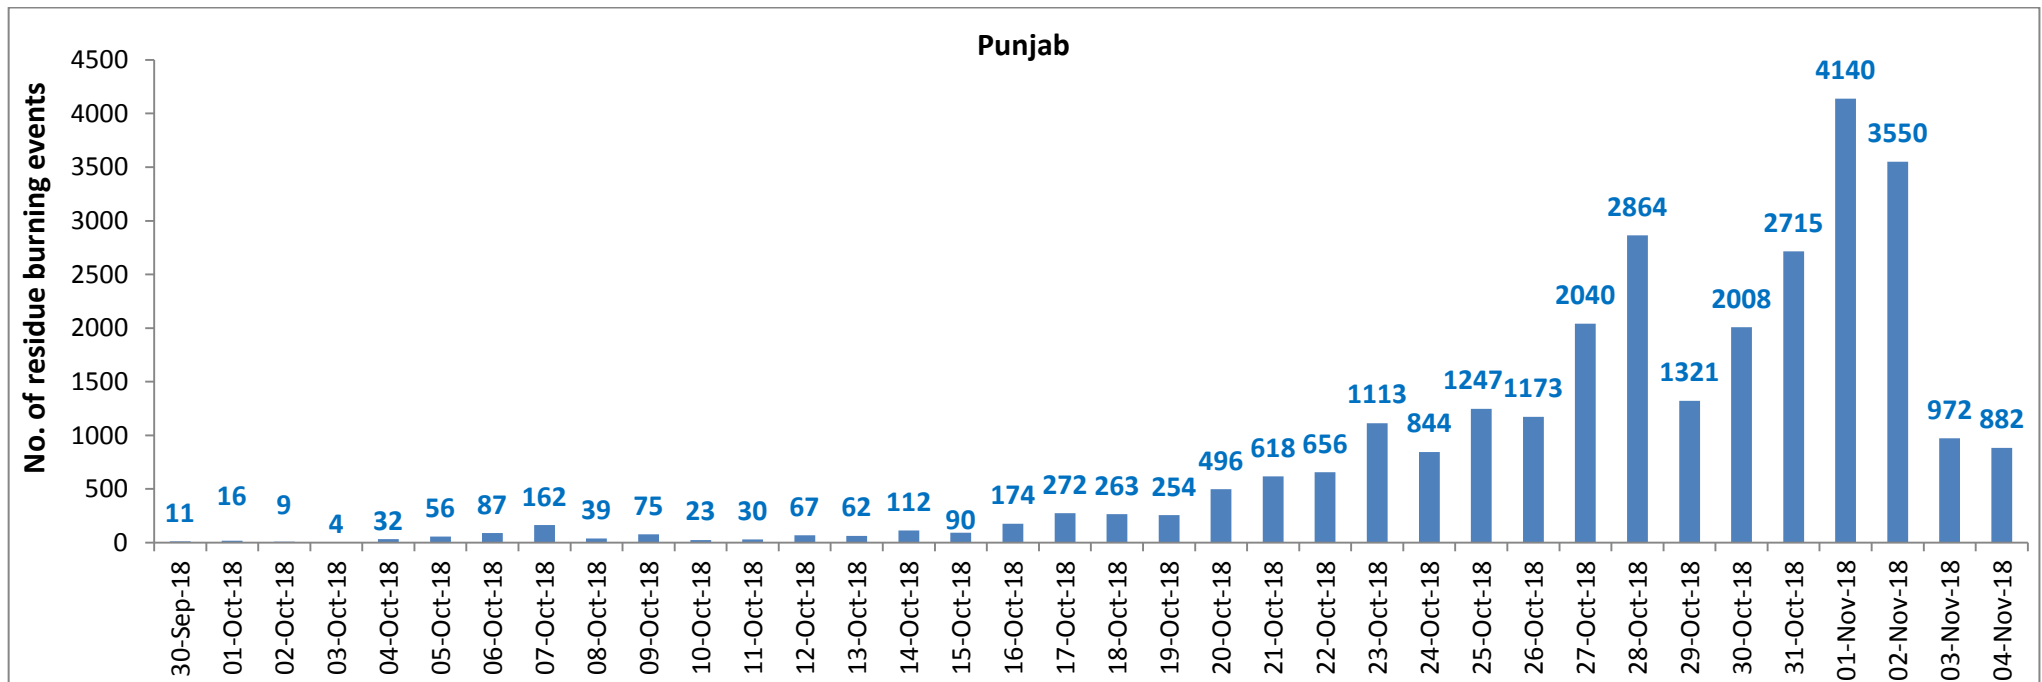 Punjab
No. of residue burning events
4500
4000
3500
3000
2500
2000
1500
1000
500
0
11
16
9
4
32
56
87
162
39
75
23
30
67
62
112
90
174
272
263
254
496
618
656
1113
844
1247
1173
2040
2864
1321
2008
2715
4140
3550
972
882
30-Sep-18
01-Oct-18
02-Oct-18
03-Oct-18
04-Oct-18
05-Oct-18
06-Oct-18
07-Oct-18
08-Oct-18
09-Oct-18
10-Oct-18
11-Oct-18
12-Oct-18
13-Oct-18
14-Oct-18
15-Oct-18
16-Oct-18
17-Oct-18
18-Oct-18
19-Oct-18
20-Oct-18
21-Oct-18
22-Oct-18
23-Oct-18
24-Oct-18
25-Oct-18
26-Oct-18
27-Oct-18
28-Oct-18
29-Oct-18
30-Oct-18
31-Oct-18
01-Nov-18
02-Nov-18
03-Nov-18
04-Nov-18